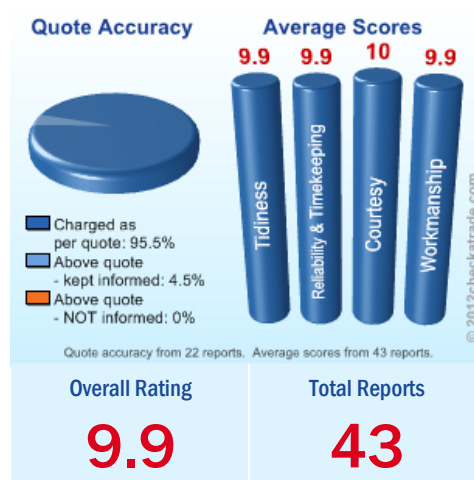 Quote Accuracy
Average Scores
9.9
9.9
10
9.9
Tidiness
Reliability & Timekeeping
Courtesy
Workmanship
Charged as
per quote: 95.5%
Above quote
- kept informed: 4.5%
Above quote
- NOT informed: 0%
© 2012checkatrade.com
Quote accuracy from 22 reports. Average scores from 43 reports.
Overall Rating
Total Reports
9.9
43